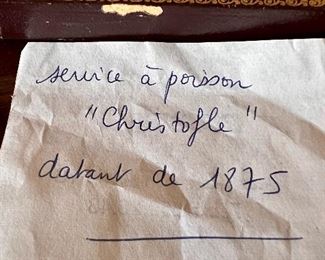 service à poisson
"Christofle"
datant de 1875